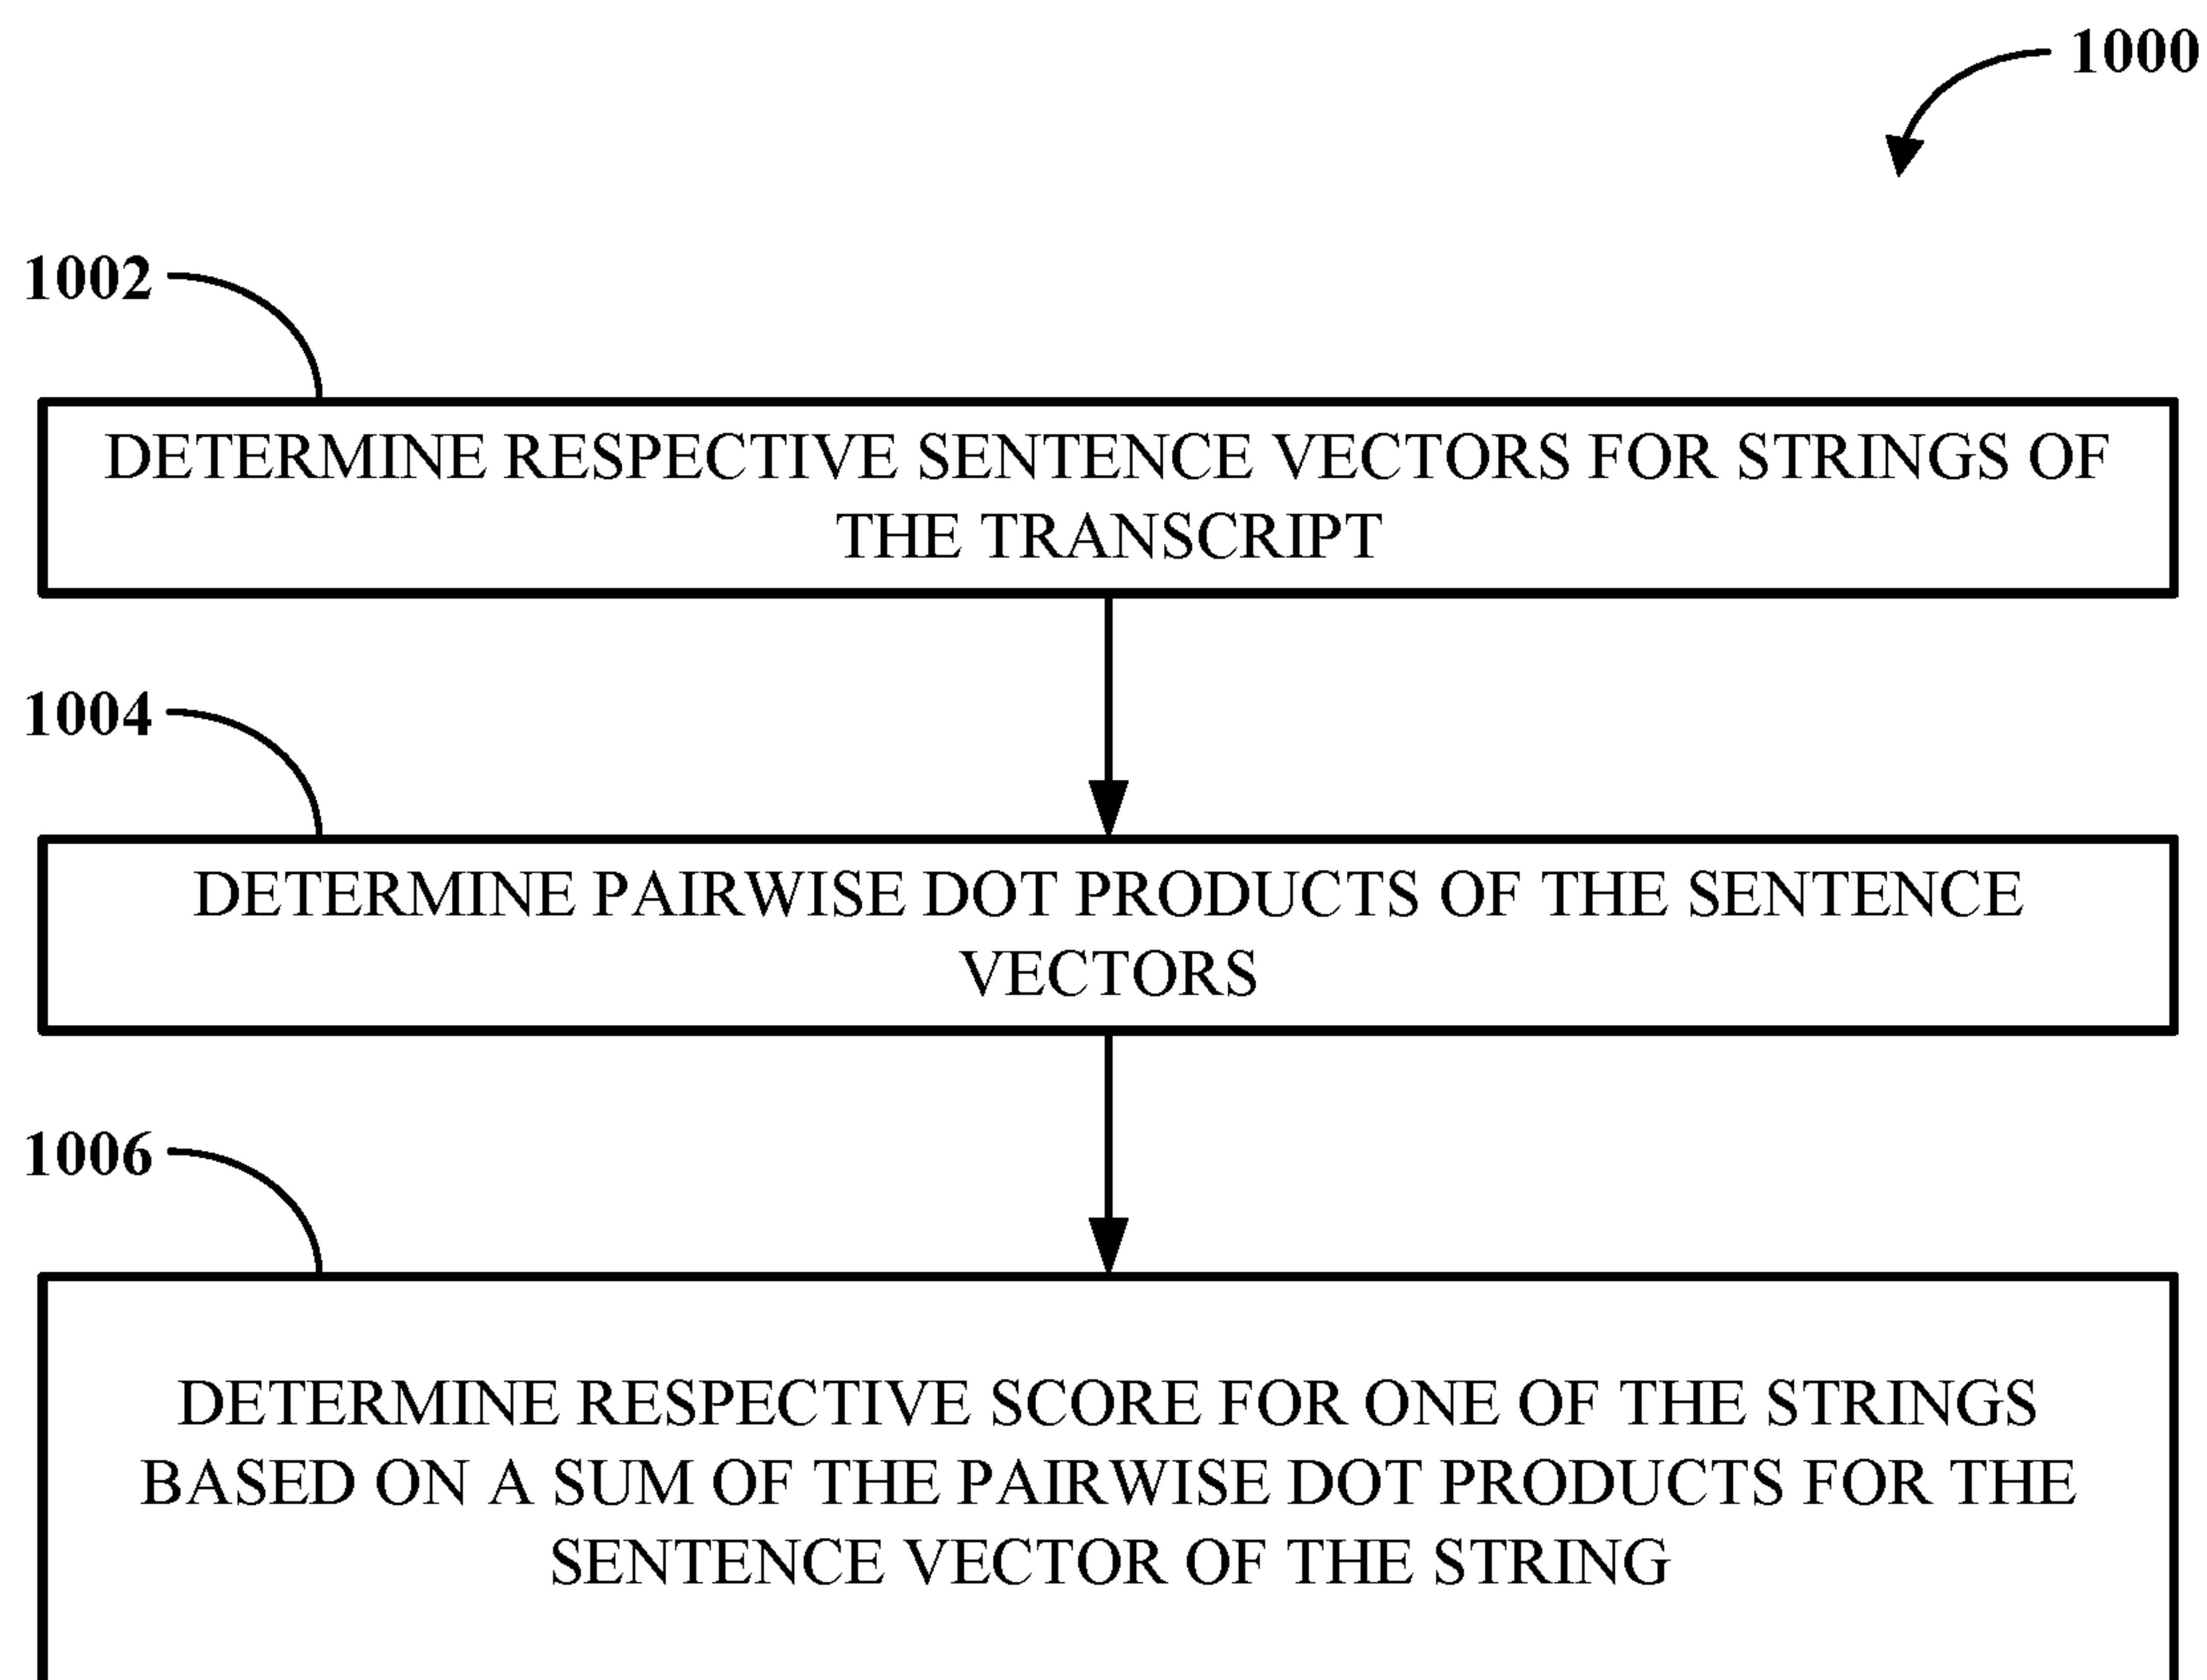 1000
1002
DETERMINE RESPECTIVE SENTENCE VECTORS FOR STRINGS OF
THE TRANSCRIPT
1004
DETERMINE PAIRWISE DOT PRODUCTS OF THE SENTENCE
VECTORS
1006
DETERMINE RESPECTIVE SCORE FOR ONE OF THE STRINGS
BASED ON A SUM OF THE PAIRWISE DOT PRODUCTS FOR THE
SENTENCE VECTOR OF THE STRING